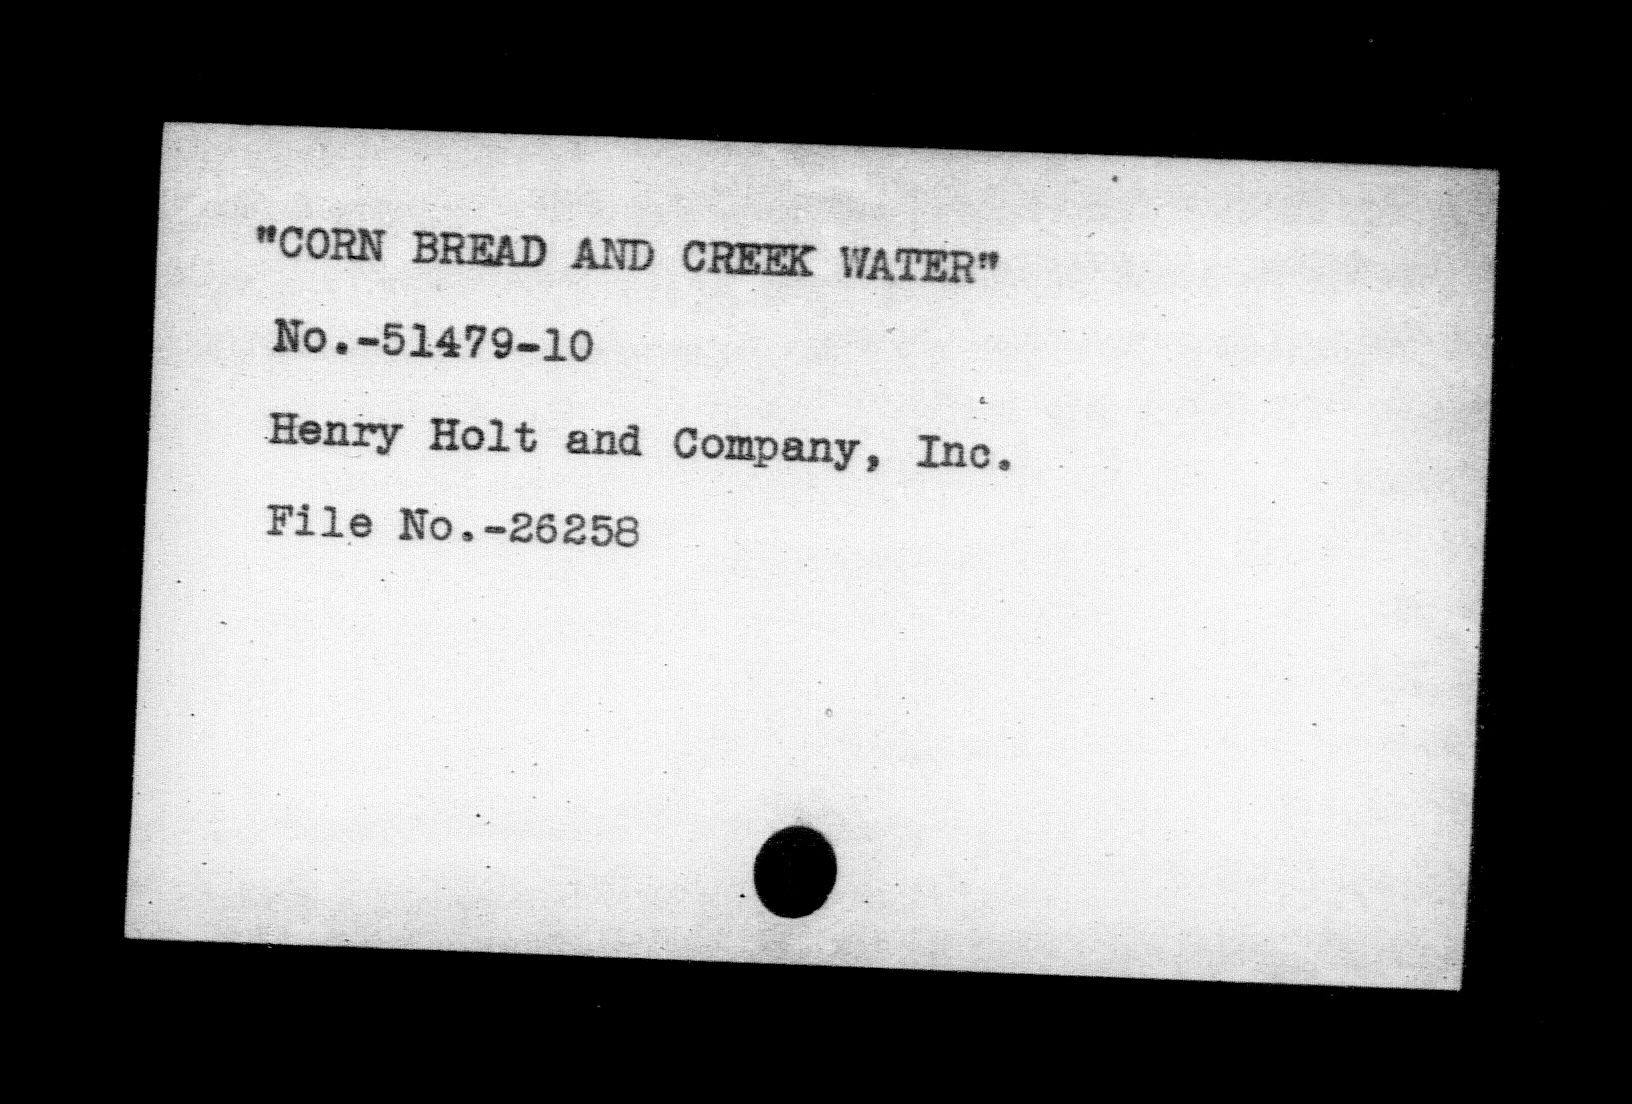 "CORN BREAD AND CREEK WATER"
No.-51479-10
Henry Holt and Company, Inc.
File No.-26258